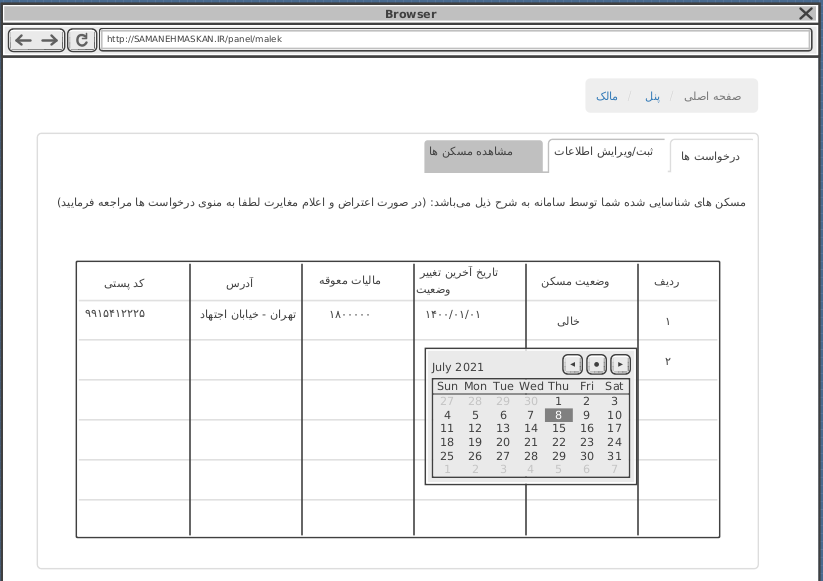 Browser
http://SAMANEHMASKAN.IR/panel/malek
صفحه اصلی / پنل / مالک
درخواست ها
ثبت/ویرایش اطلاعات
مشاهده مسکن ها
مسکن های شناسایی شده شما توسط سامانه به شرح ذیل می‌باشد: (در صورت اعتراض و اعلام مغایرت لطفا به منوی درخواست ها مراجعه فرمایید)
ردیف
وضعیت مسکن
تاریخ آخرین تغییر
وضعیت
مالیات معوقه
آدرس
کد پستی
۱
خالی
۱۴۰۰/۰۱/۰۱
۱۸۰۰۰۰۰
تهران - خیابان اجتهاد
۹۹۱۵۴۱۲۲۲۵
۲
July 2021
Sun Mon Tue Wed Thu Fri Sat
27 28 29 30 1 2 3
4 5 6 7 8 9 10
11 12 13 14 15 16 17
18 19 20 21 22 23 24
25 26 27 28 29 30 31
1 2 3 4 5 6 7